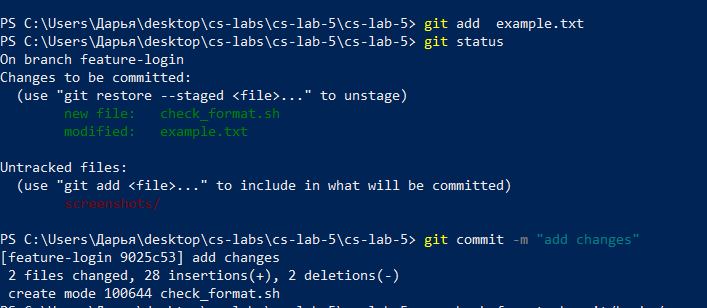 PS C:\Users\Дарья\desktop\cs-labs\cs-lab-5\cs-lab-5> git add  example.txt
PS C:\Users\Дарья\desktop\cs-labs\cs-lab-5\cs-lab-5> git status
On branch feature-login
Changes to be committed:
  (use "git restore --staged <file>..." to unstage)
        new file:   check_format.sh
        modified:   example.txt

Untracked files:
  (use "git add <file>..." to include in what will be committed)
        screenshots/

PS C:\Users\Дарья\desktop\cs-labs\cs-lab-5\cs-lab-5> git commit -m "add changes"
[feature-login 9025c53] add changes
 2 files changed, 28 insertions(+), 2 deletions(-)
 create mode 100644 check_format.sh